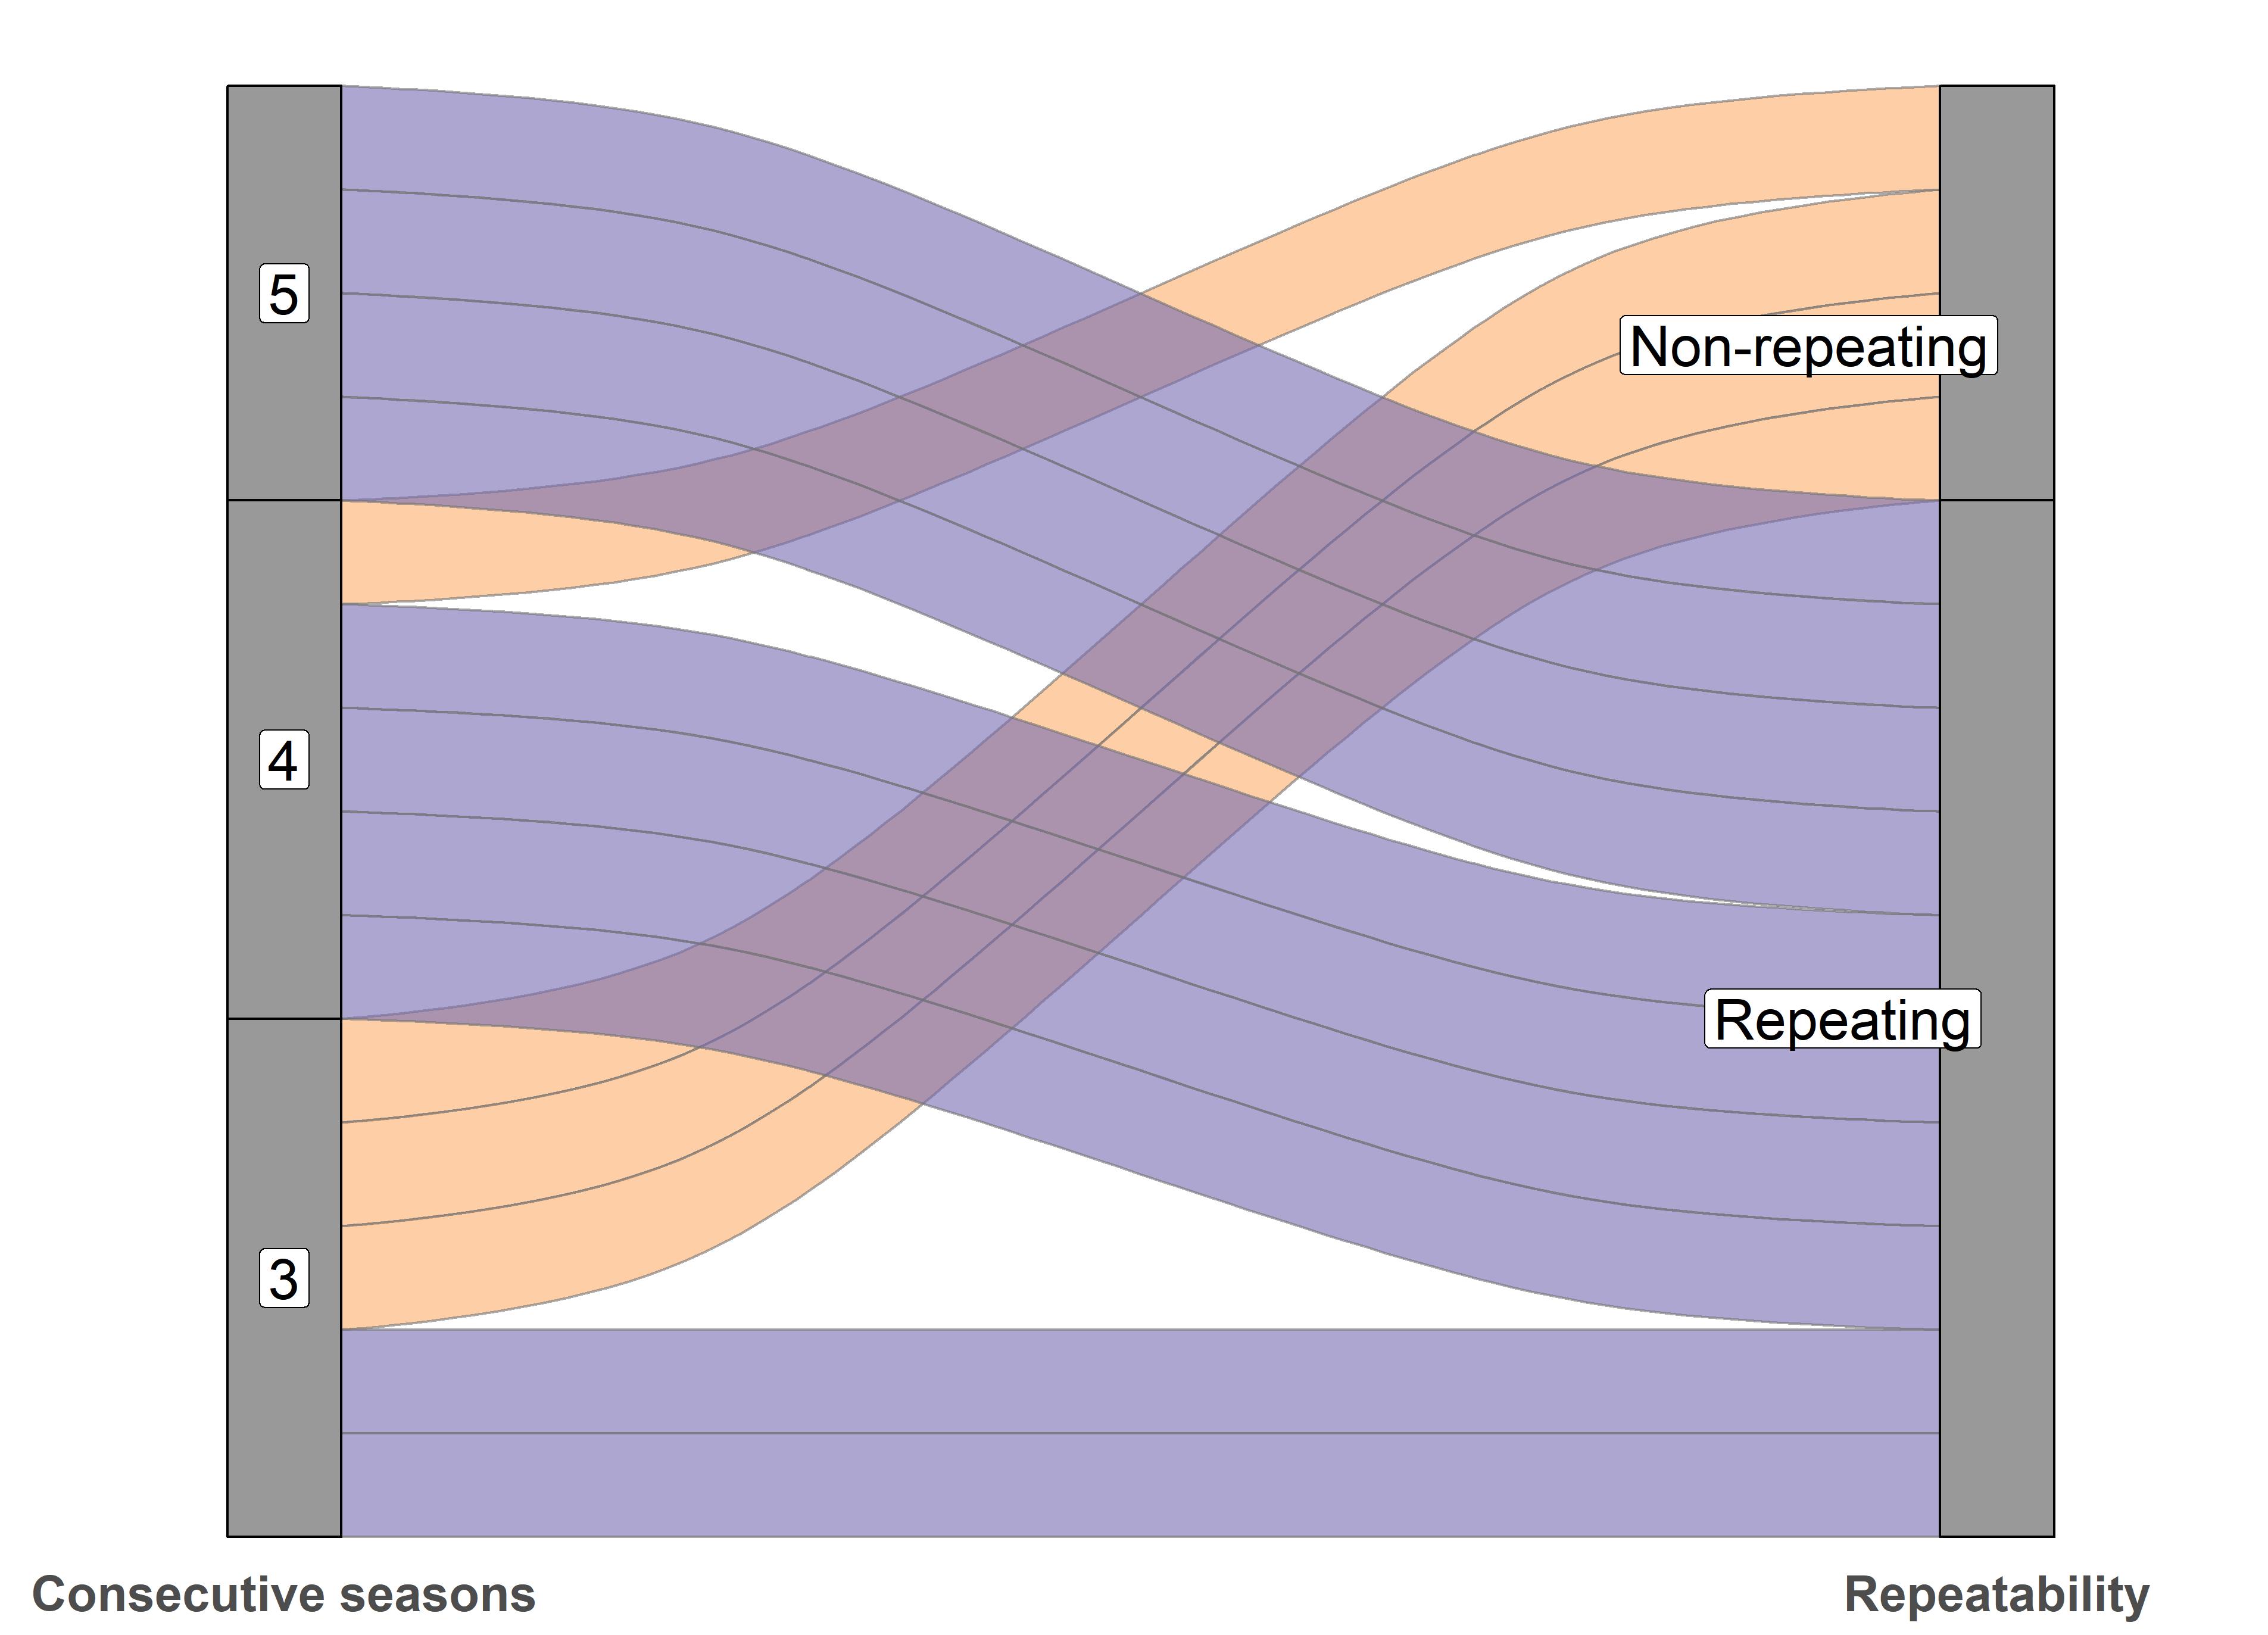 5
Non-repeating
4
Repeating
3
Consecutive seasons
Repeatability